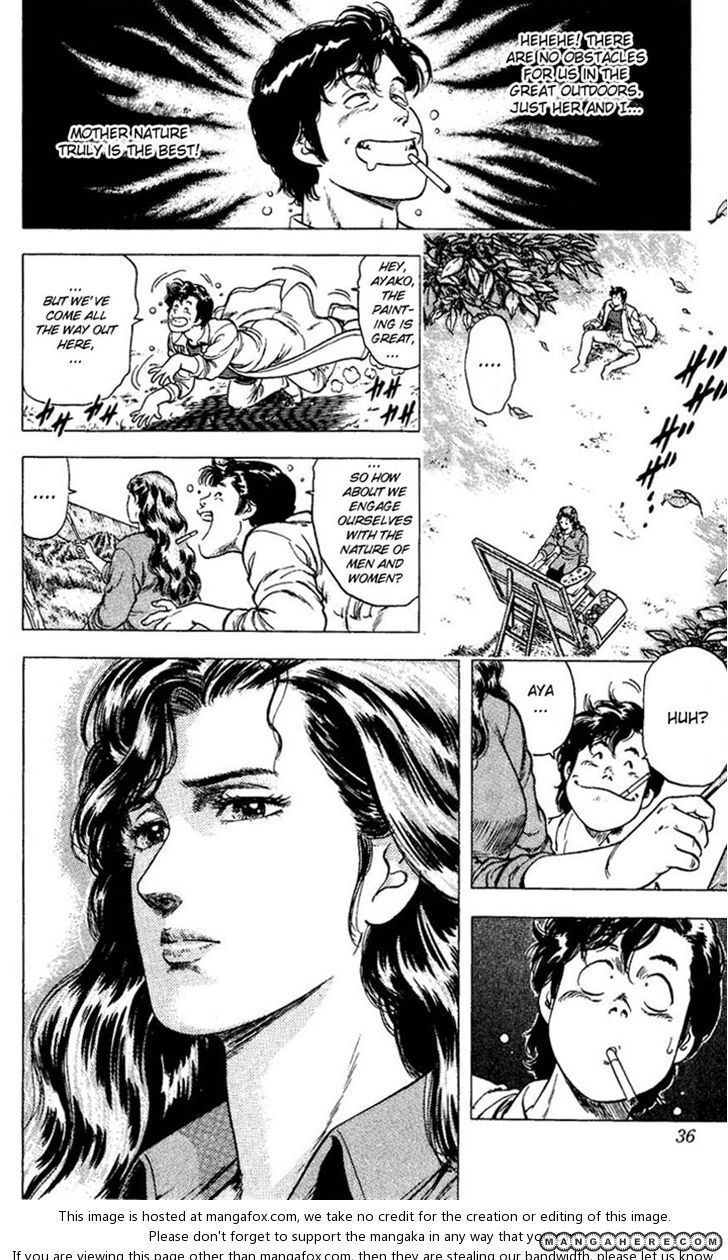 HEHEHE! THERE
ARE NO OBSTACLES
FOR US IN THE
GREAT OUTDOORS.
JUST HER AND I...
MOTHER NATURE
TRULY IS THE BEST!
....
HEY,
AYAKO,
THE
PAINT-
ING IS
GREAT,
...
...
BUT WE'VE
COME ALL
THE WAY OUT
HERE,
...
...
SO HOW
ABOUT WE
ENGAGE
OURSELVES
WITH THE
NATURE OF
MEN AND
WOMEN?
....
HUH?
AYA
...
36
This image is hosted at mangafox.com, we take no credit for the creation or editing of this image.
Please don't forget to support the mangaka in any way that
MANGAHERE.COM
If you are viewing this page other than mangafox.com, then they are stealing our bandwidth, please let us know.